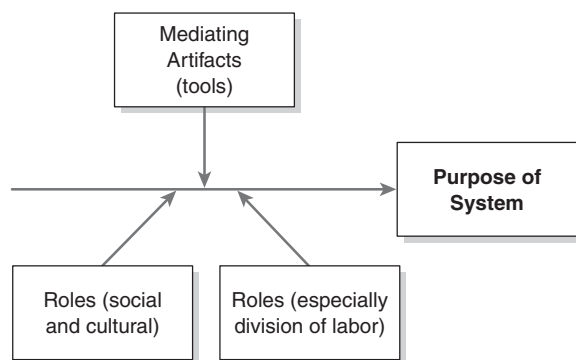 Mediating
Artifacts
(tools)
Purpose of
System
Roles (social
and cultural)
Roles (especially
division of labor)